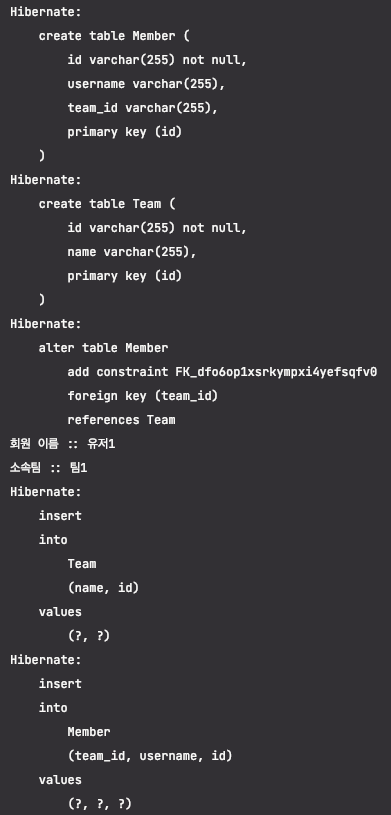 Hibernate:
    create table Member (
        id varchar(255) not null,
        username varchar(255),
        team_id varchar(255),
        primary key (id)
    )
Hibernate:
    create table Team (
        id varchar(255) not null,
        name varchar(255),
        primary key (id)
    )
Hibernate:
    alter table Member
        add constraint FK_dfo6op1xsrkympxi4yefsqfv0
        foreign key (team_id)
        references Team
회원 이름 :: 유저1
소속팀 :: 팀1
Hibernate:
    insert
    into
        Team
        (name, id)
    values
        (?, ?)
Hibernate:
    insert
    into
        Member
        (team_id, username, id)
    values
        (?, ?, ?)